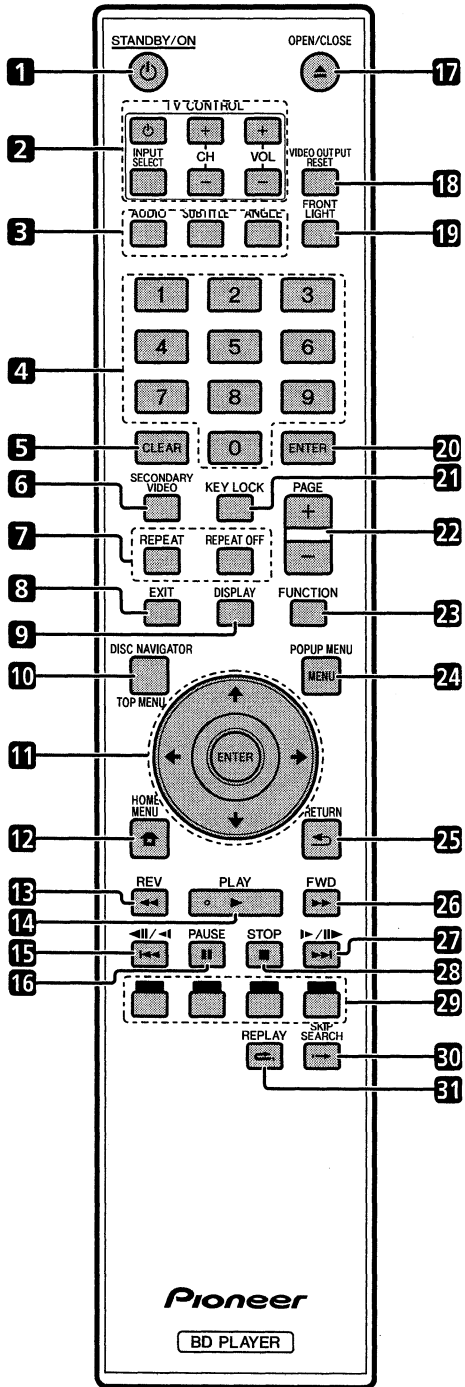 STANDBY/ON OPEN/CLOSE
1 17
TV CONTROL
2 + +
INPUT SELECT CH VOL VIDEO OUTPUT RESET
− − 18
3 AUDIO SUBTITLE ANGLE FRONT LIGHT 19
1 2 3
4 4 5 6
7 8 9
5 CLEAR 0 ENTER 20
6 SECONDARY VIDEO KEY LOCK 21 PAGE
+ 22
7 REPEAT REPEAT OFF −
8 EXIT DISPLAY FUNCTION 23
9
DISC NAVIGATOR POPUP MENU
10 MENU 24
TOP MENU
11 ENTER
HOME MENU RETURN
12 25
13 REV PLAY FWD 26
14
15 PAUSE STOP 27
16 28
29
REPLAY SKIP SEARCH 30
31
Pioneer
BD PLAYER